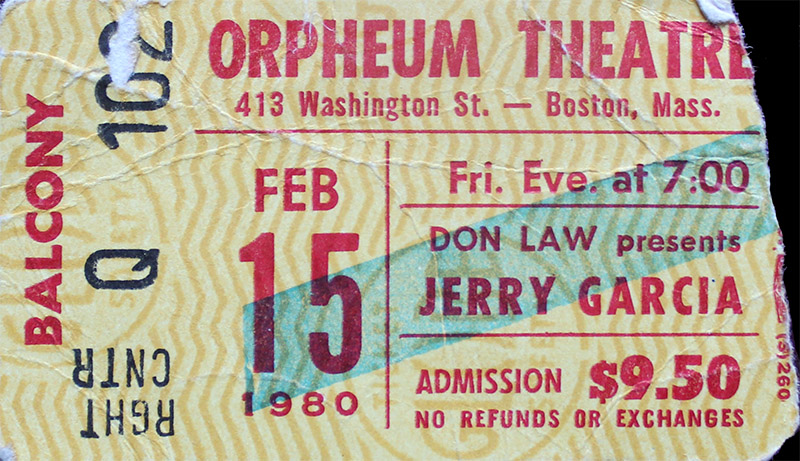 BALCONY
RGHT
CNTR
Q 102
ORPHEUM THEATRE
413 Washington St. — Boston, Mass.
FEB
15
1980
Fri. Eve. at 7:00
DON LAW presents
JERRY GARCIA
ADMISSION $9.50
NO REFUNDS OR EXCHANGES